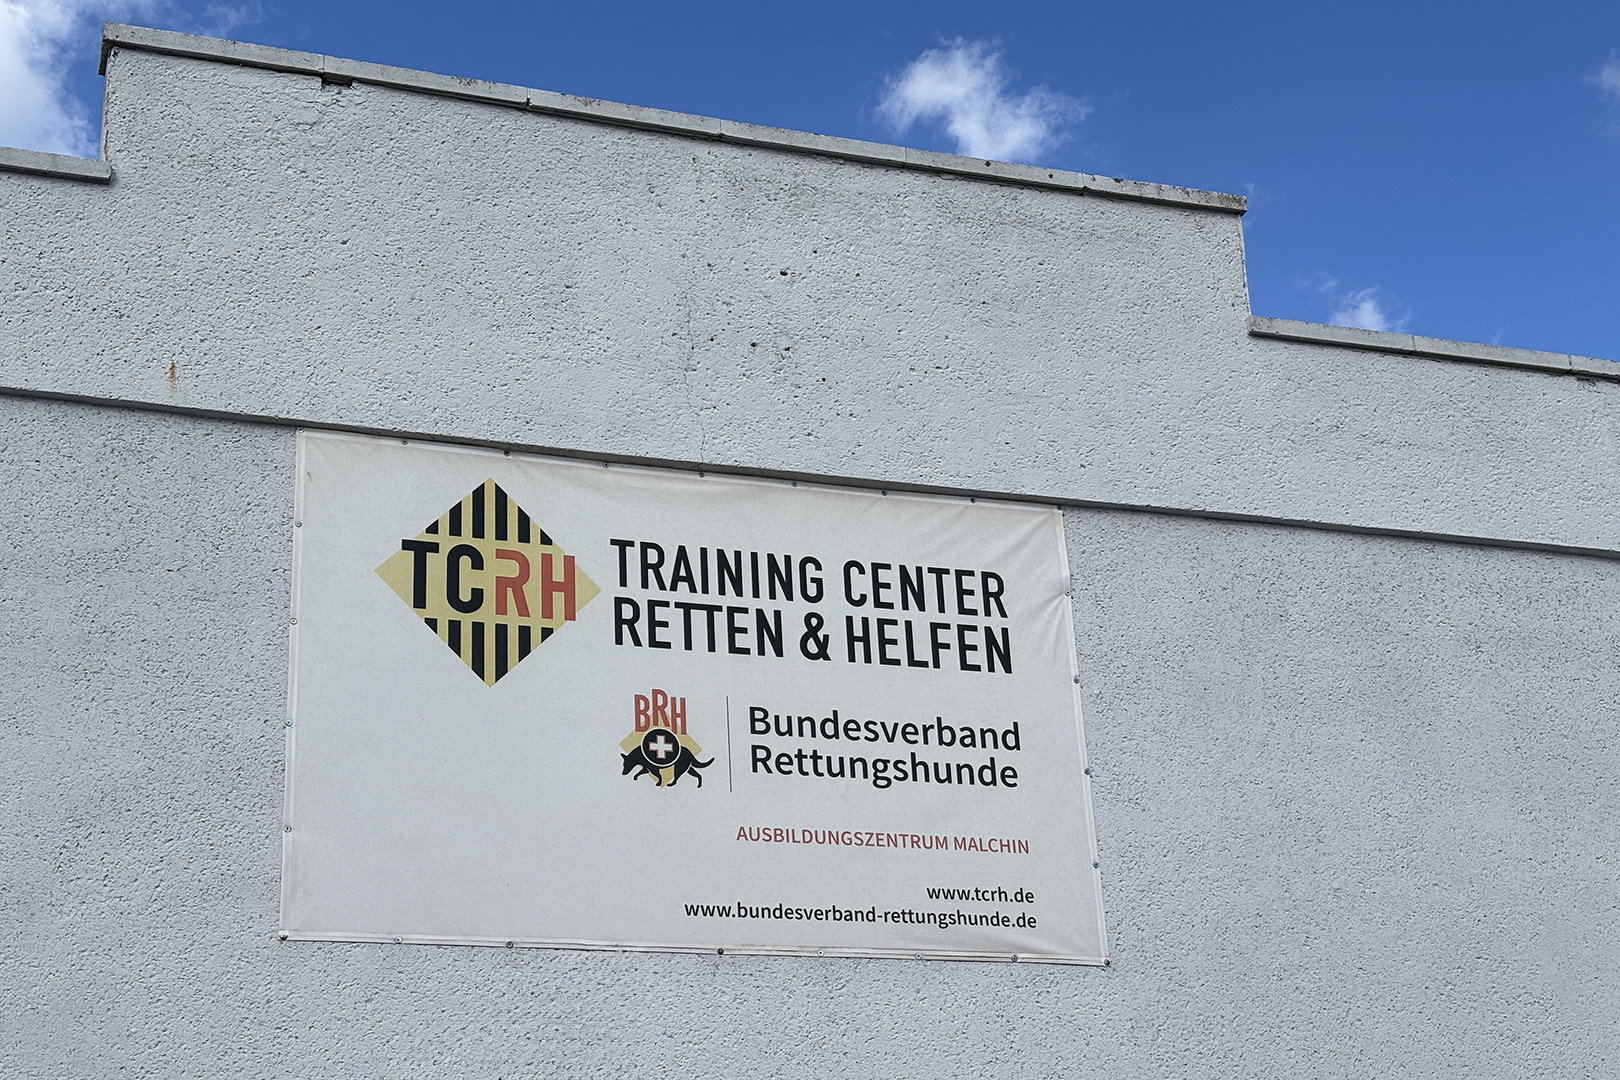 TCRH
TRAINING CENTER
RETTEN & HELFEN
BRH
Bundesverband
Rettungshunde
AUSBILDUNGSZENTRUM MALCHIN
www.tcrh.de
www.bundesverband-rettungshunde.de